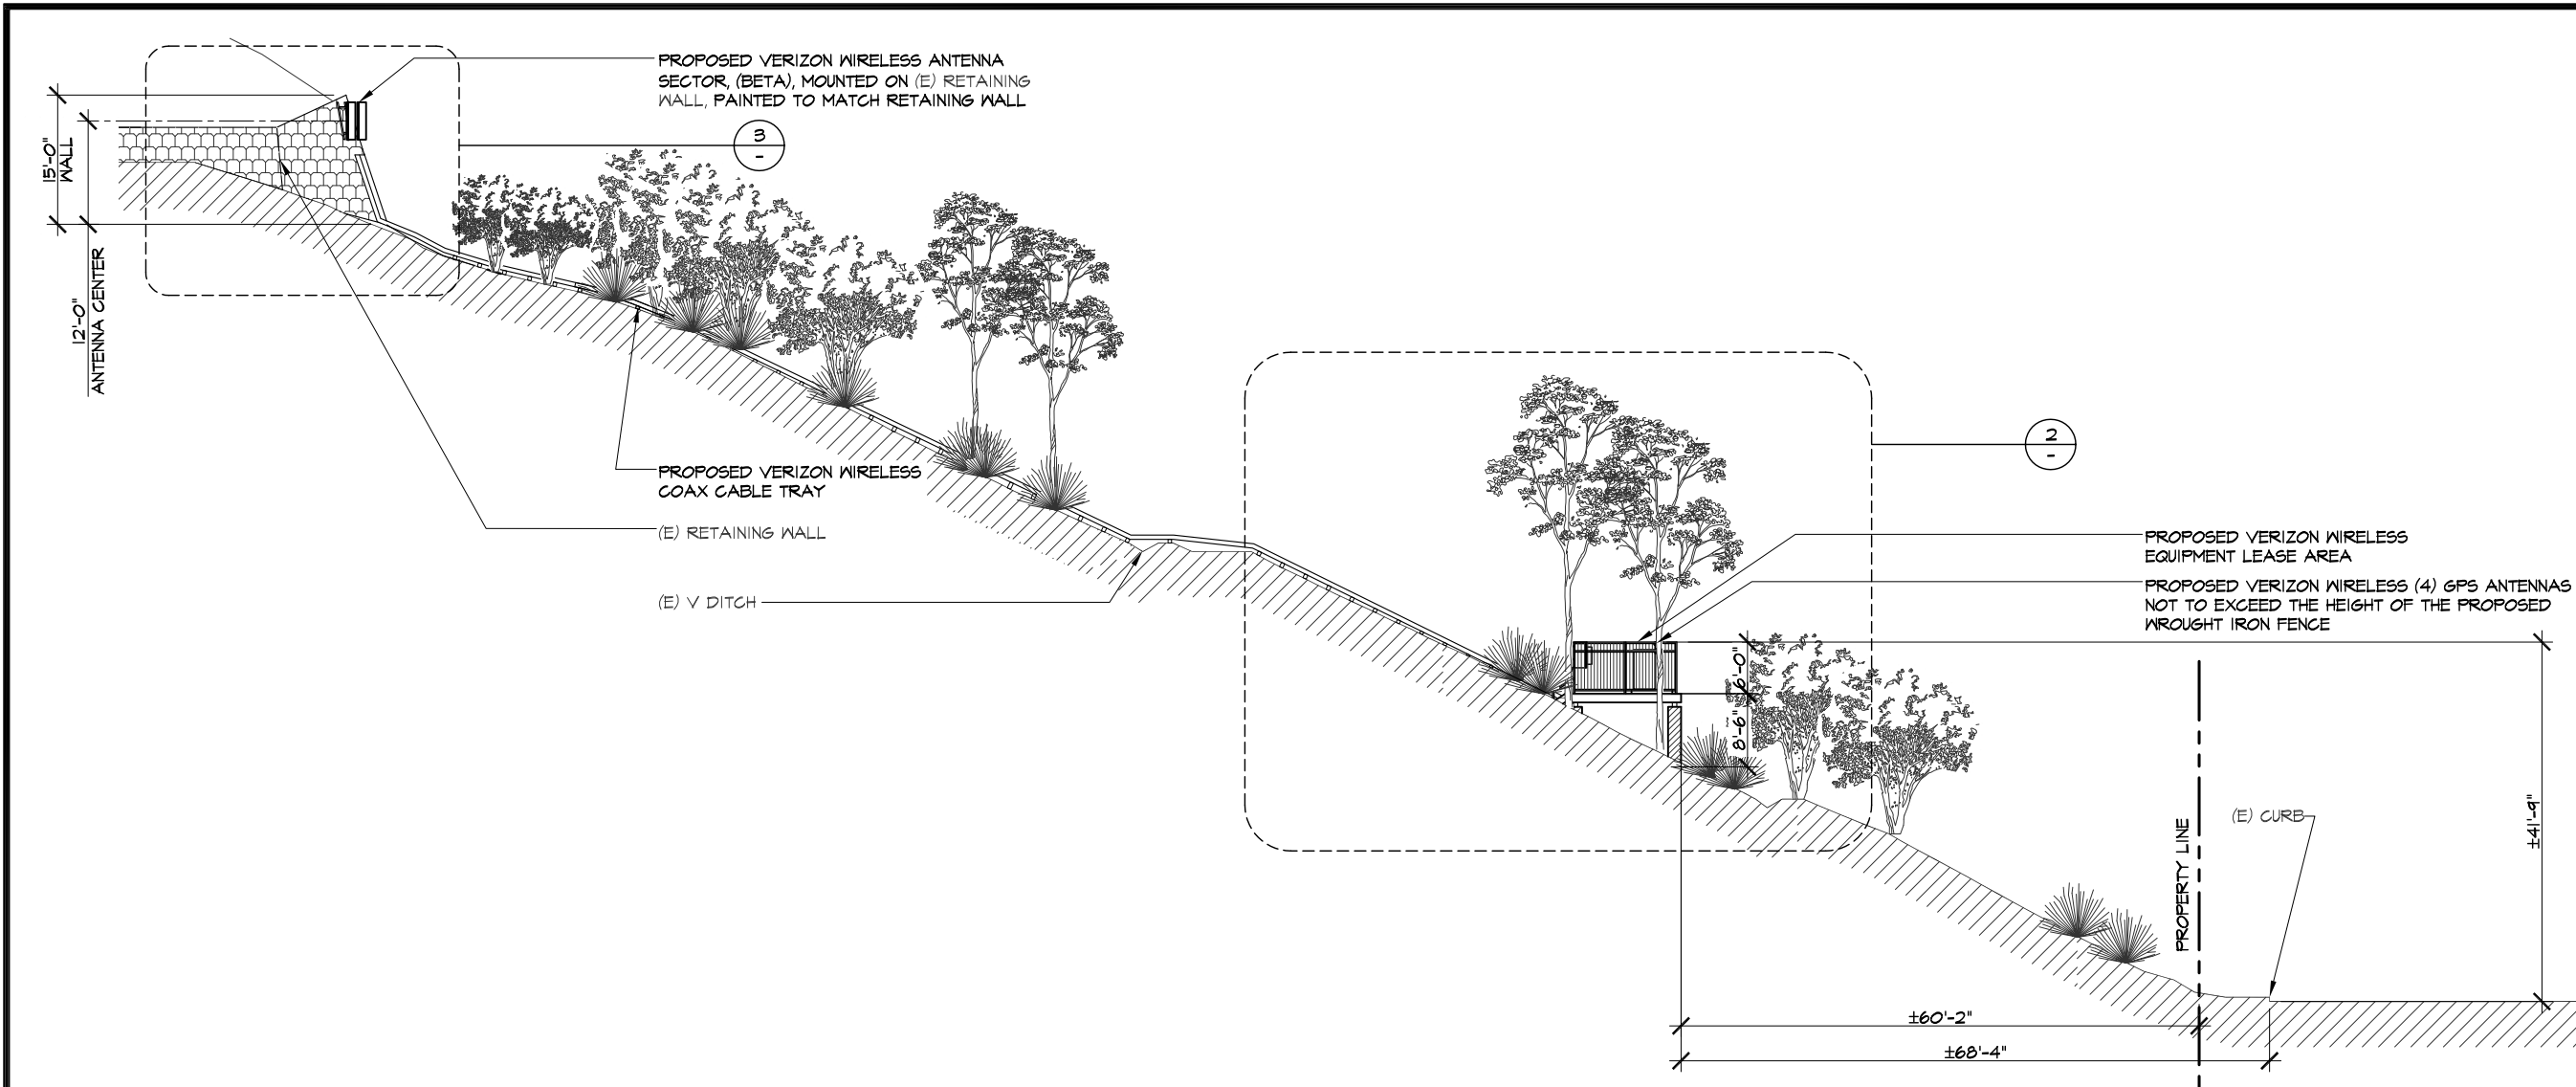 PROPOSED VERIZON WIRELESS ANTENNA
SECTOR, (BETA), MOUNTED ON (E) RETAINING
WALL, PAINTED TO MATCH RETAINING WALL
3
-
15'-0"
WALL
12'-0"
ANTENNA CENTER
PROPOSED VERIZON WIRELESS
COAX CABLE TRAY
(E) RETAINING WALL
(E) V DITCH
2
-
PROPOSED VERIZON WIRELESS
EQUIPMENT LEASE AREA
PROPOSED VERIZON WIRELESS (4) GPS ANTENNAS
NOT TO EXCEED THE HEIGHT OF THE PROPOSED
WROUGHT IRON FENCE
6'-0"
8'-6"
PROPERTY LINE
(E) CURB
±41'-9"
±60'-2"
±68'-4"